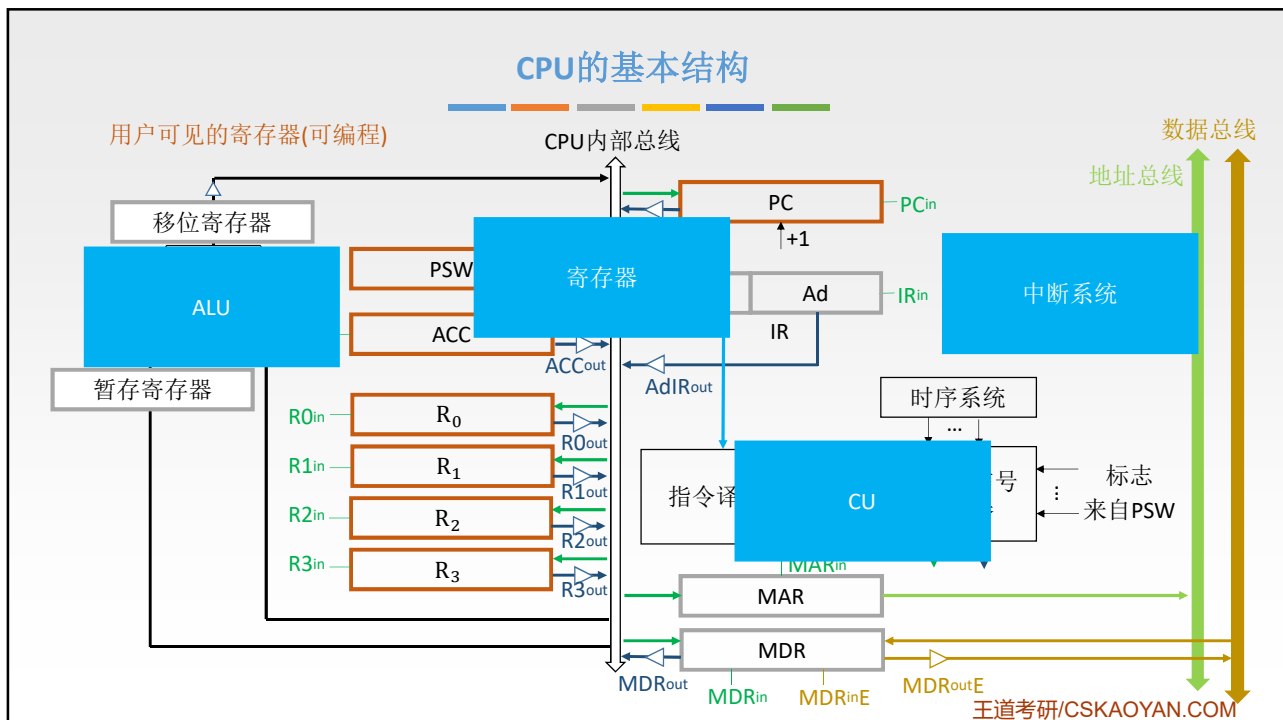 CPU的基本结构
用户可见的寄存器(可编程)
CPU内部总线
数据总线
地址总线
移位寄存器
PC
PCin
+1
PSW
寄存器
Ad
IRin
中断系统
ALU
IR
ACC
ACCout
AdIRout
暂存寄存器
时序系统
...
R0in
R0
R0out
R1in
R1
R1out
指令译
CU
号
...
标志
来自PSW
R2in
R2
R2out
R3in
R3
R3out
MARin
MAR
MDR
MDRout
MDRin
MDRinE
MDRoutE
王道考研/CSKAOYAN.COM